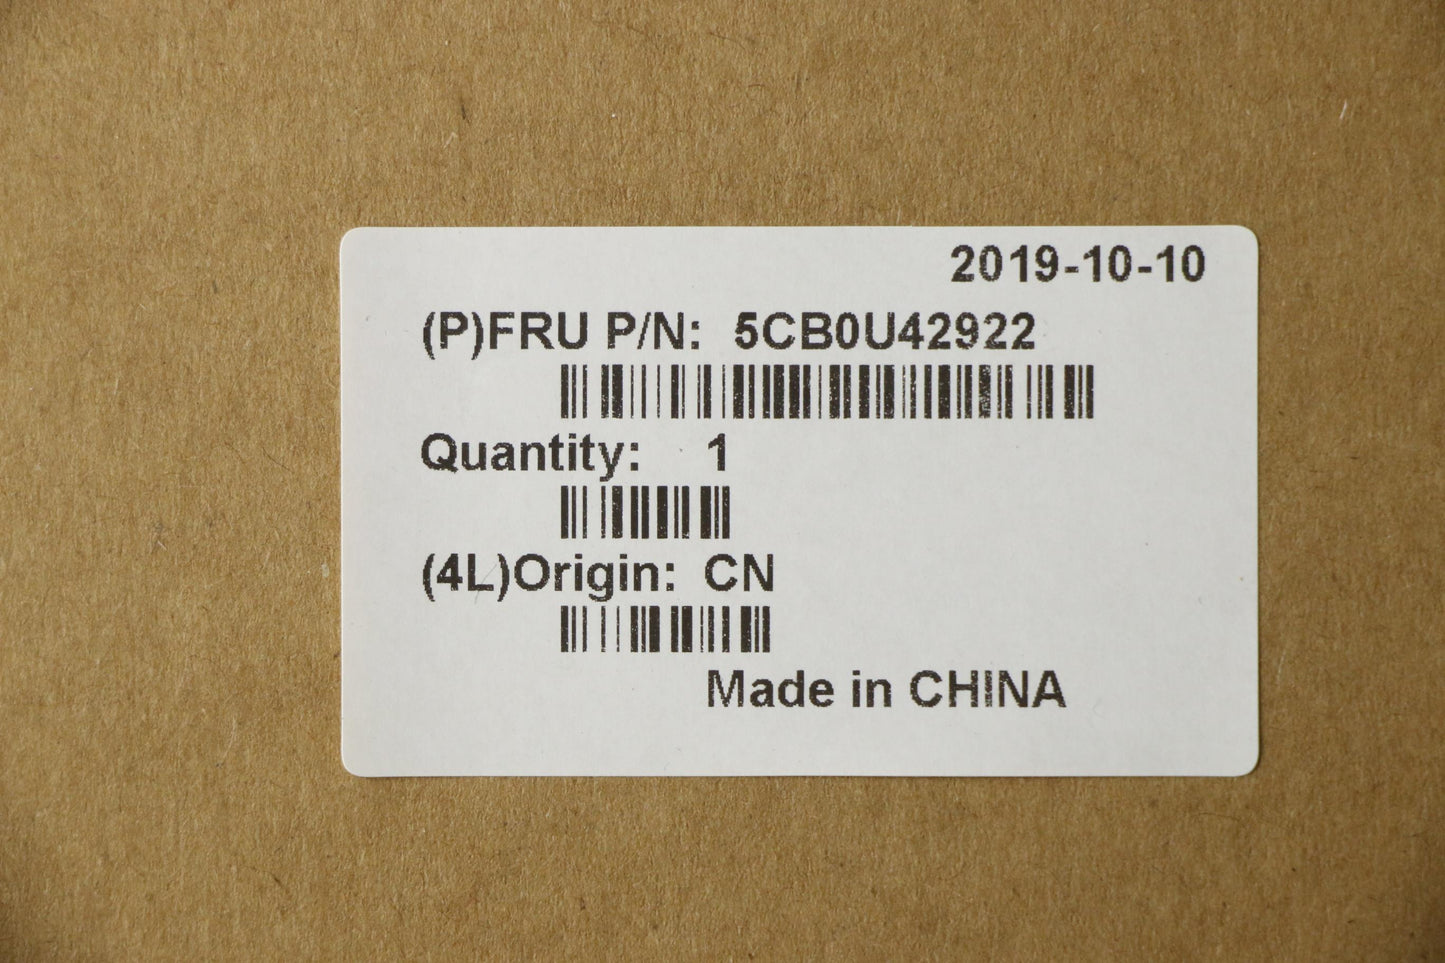 2019-10-10
(P)FRU P/N: 5CB0U42922
Quantity: 1
(4L)Origin: CN
Made in CHINA